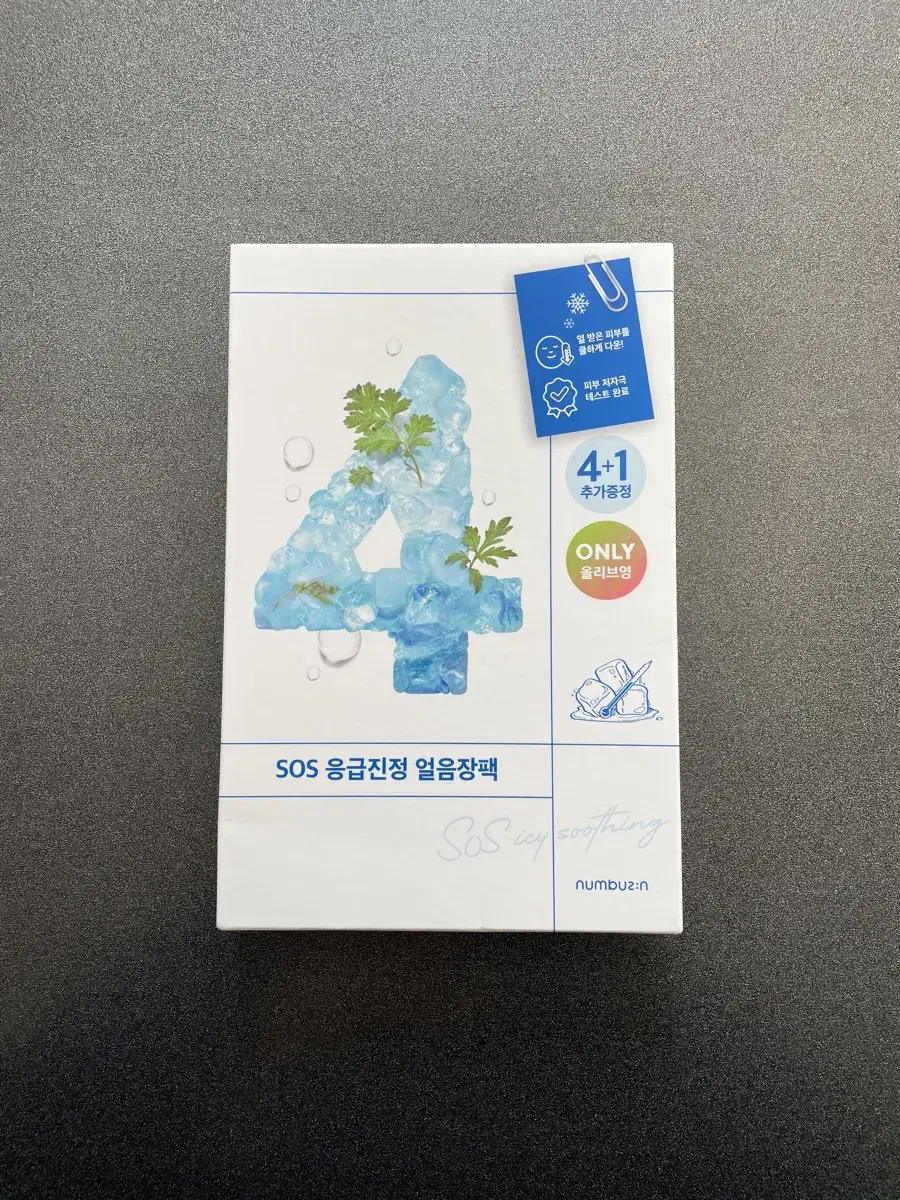 열 받은 피부를
쿨하게 다운!
피부 저자극
테스트 완료
4
4+1
추가증정
ONLY
올리브영
SOS 응급진정 얼음장팩
SOS icy soothing
numbuz:n